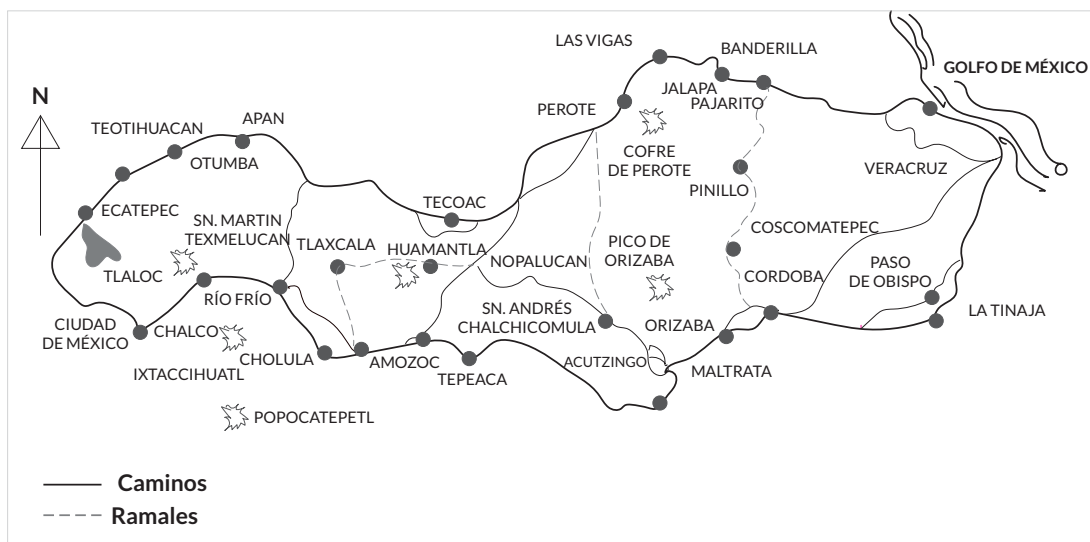 LAS VIGAS
BANDERILLA
GOLFO DE MÉXICO
N
JALAPA
PAJARITO
PEROTE
TEOTIHUACAN
APAN
OTUMBA
COFRE
DE PEROTE
VERACRUZ
PINILLO
ECATEPEC
SN. MARTIN
TEXMELUCAN
TECOAC
TLAXCALA
HUAMANTLA
COSCOMATEPEC
NOPALUCAN
PICO DE
ORIZABA
TLALOC
RÍO FRÍO
CORDOBA
PASO
DE OBISPO
SN. ANDRÉS
CHALCHICOMULA
ORIZABA
LA TINAJA
CIUDAD
DE MÉXICO
CHALCO
CHOLULA
AMOZOC
ACUTZINGO
MALTRATA
IXTACCIHUATL
TEPEACA
POPOCATEPETL
Caminos
Ramales